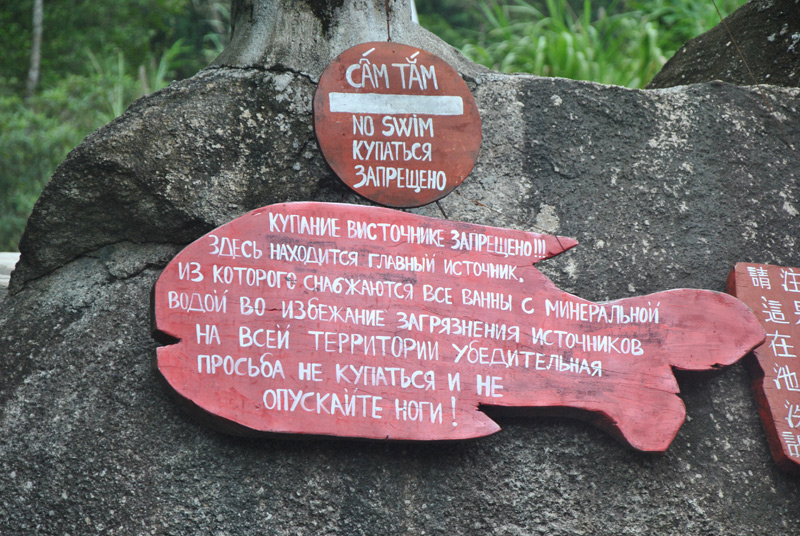 CẤM TẮM
NO SWIM
КУПАТЬСЯ
ЗАПРЕЩЕНО
КУПАНИЕ ВИСТОЧНИКЕ ЗАПРЕЩЕНО!!!
ЗДЕСЬ НАХОДИТСЯ ГЛАВНЫЙ ИСТОЧНИК.
ИЗ КОТОРОГО СНАБЖАЮТСЯ ВСЕ ВАННЫ С МИНЕРАЛЬНОЙ
ВОДОЙ ВО ИЗБЕЖАНИЕ ЗАГРЯЗНЕНИЯ ИСТОЧНИКОВ
НА ВСЕЙ ТЕРРИТОРИИ УБЕДИТЕЛЬНАЯ
ПРОСЬБА НЕ КУПАТЬСЯ И НЕ
ОПУСКАЙТЕ НОГИ!
請
這
在
池